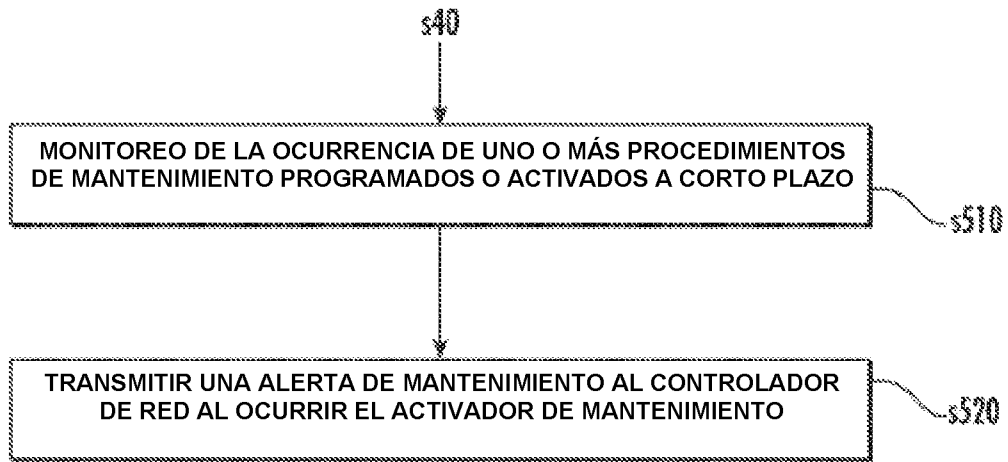 s40
MONITOREO DE LA OCURRENCIA DE UNO O MÁS PROCEDIMIENTOS
DE MANTENIMIENTO PROGRAMADOS O ACTIVADOS A CORTO PLAZO
s510
TRANSMITIR UNA ALERTA DE MANTENIMIENTO AL CONTROLADOR
DE RED AL OCURRIR EL ACTIVADOR DE MANTENIMIENTO
s520